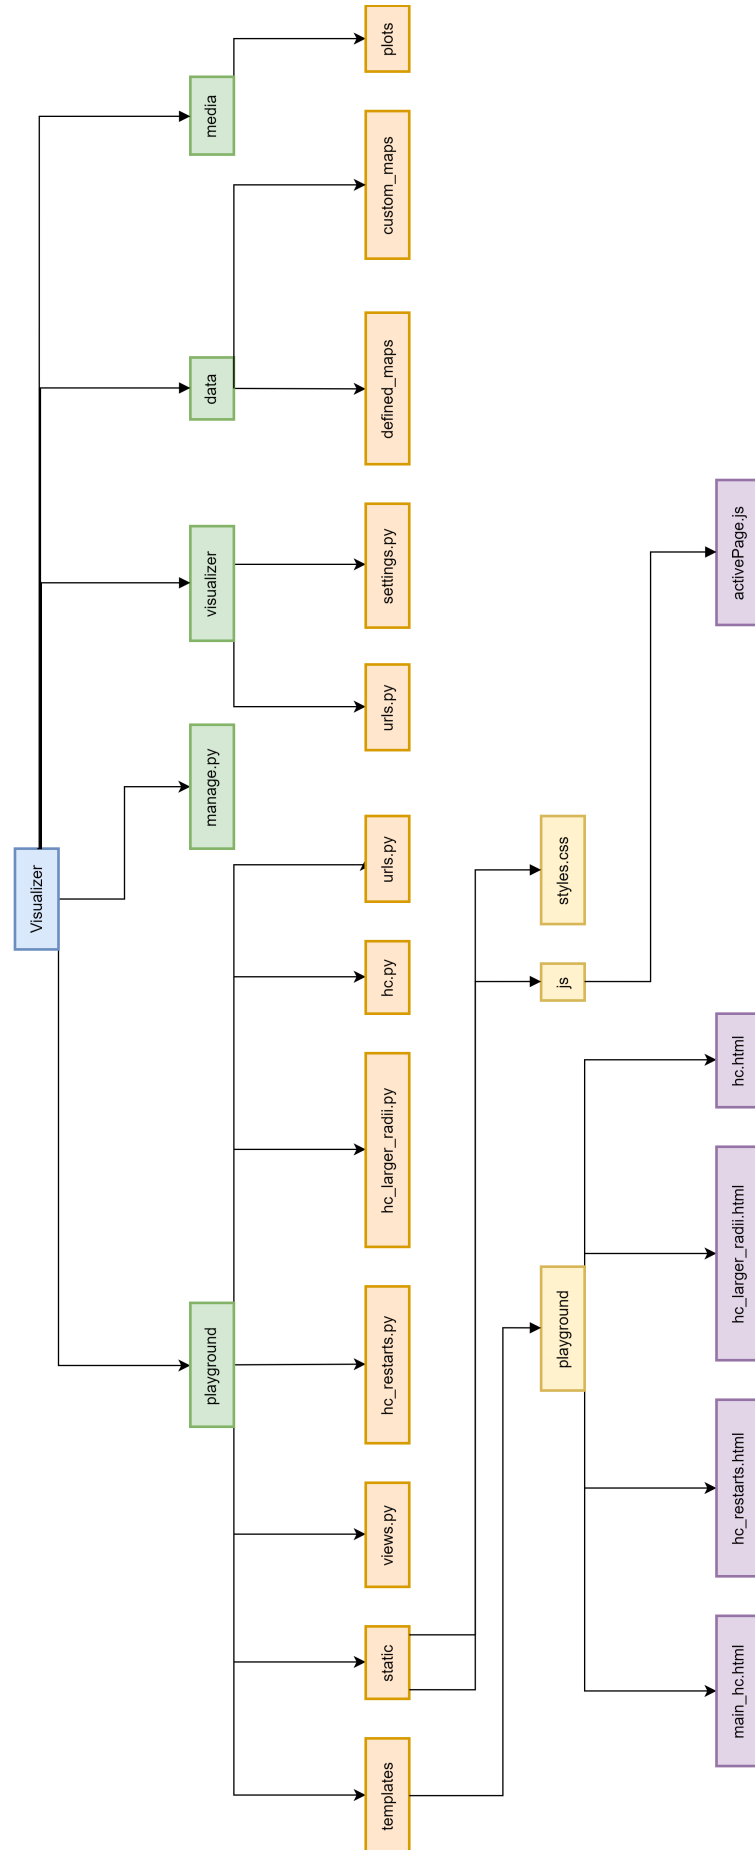 Visualizer
playground
manage.py
visualizer
data
media
templates
static
views.py
hc_restarts.py
hc_larger_radii.py
hc.py
urls.py
urls.py
settings.py
defined_maps
custom_maps
plots
playground
js
styles.css
main_hc.html
hc_restarts.html
hc_larger_radii.html
hc.html
activePage.js